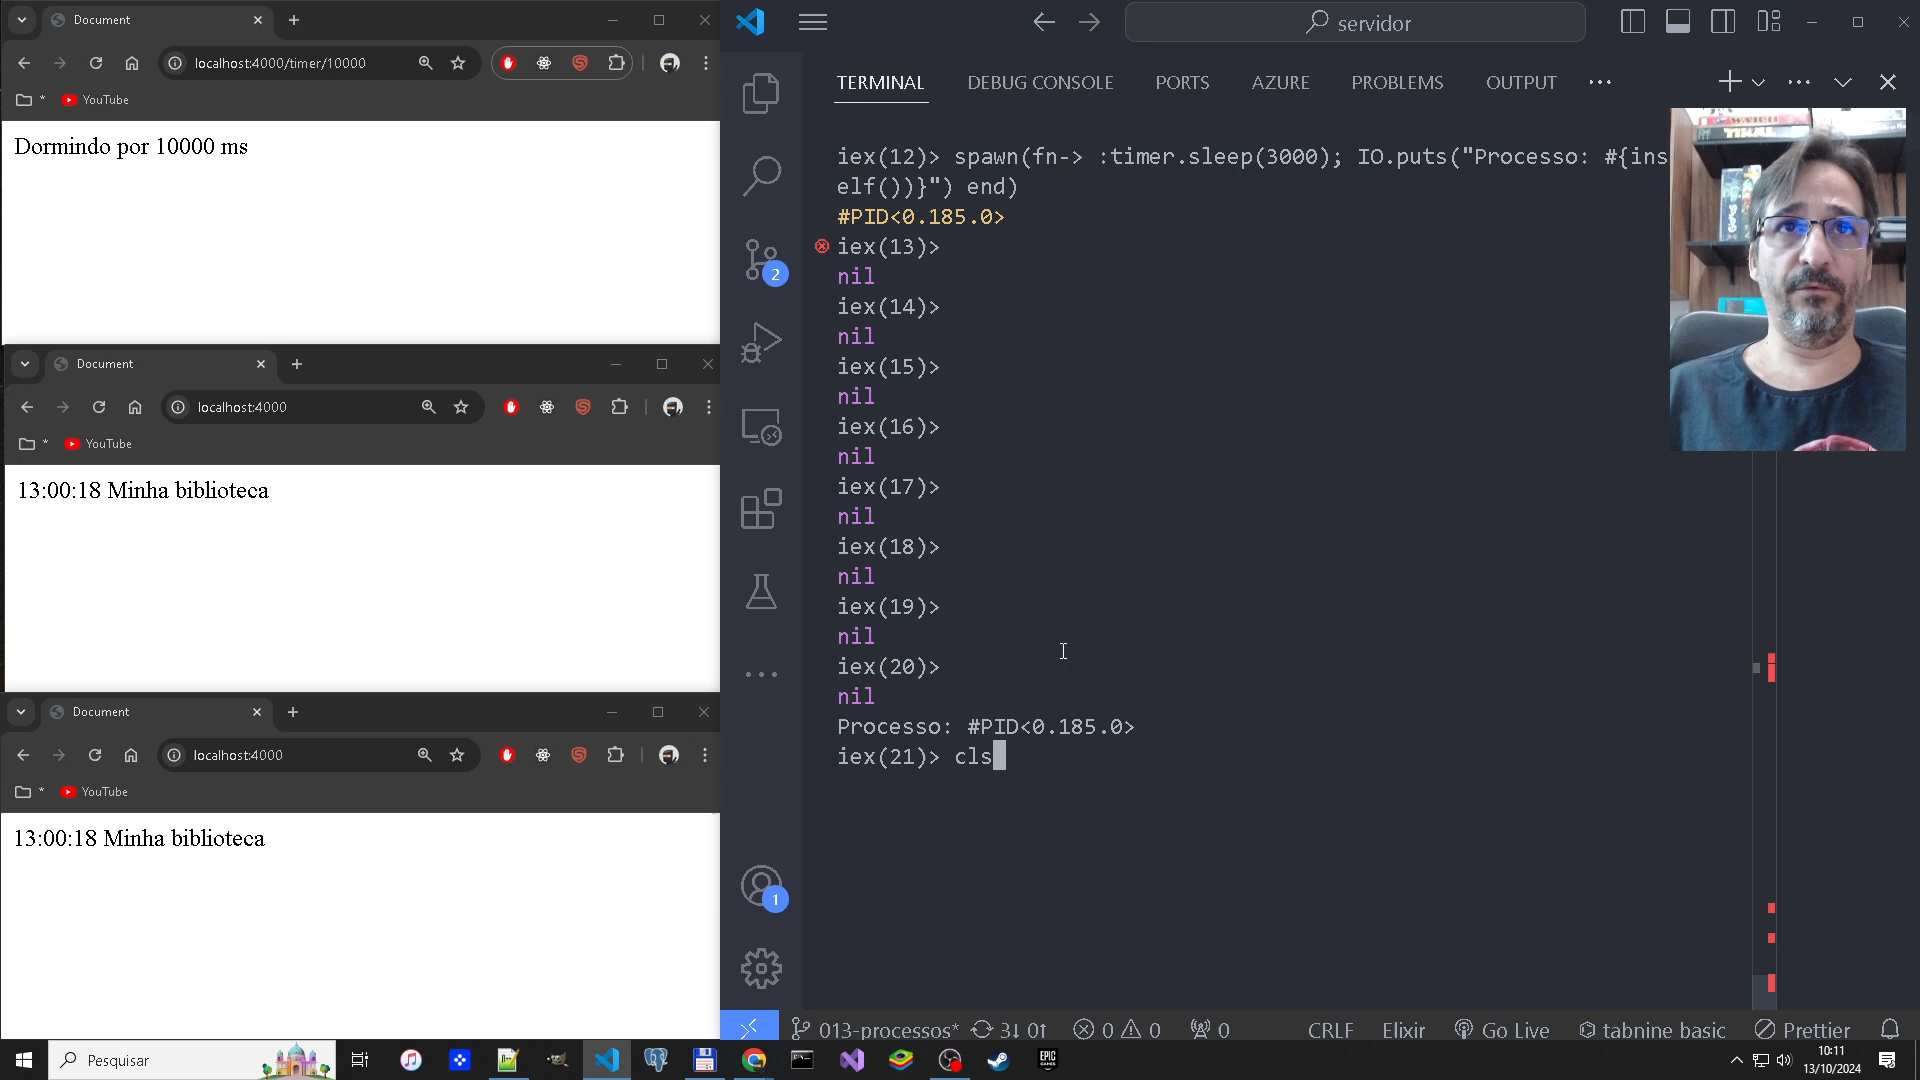 Document
localhost:4000/timer/10000
* YouTube
Dormindo por 10000 ms
Document
localhost:4000
* YouTube
13:00:18 Minha biblioteca
Document
localhost:4000
* YouTube
13:00:18 Minha biblioteca
servidor
TERMINAL DEBUG CONSOLE PORTS AZURE PROBLEMS OUTPUT
iex(12)> spawn(fn-> :timer.sleep(3000); IO.puts("Processo: #{ins
elf())}") end)
#PID<0.185.0>
iex(13)>
nil
iex(14)>
nil
iex(15)>
nil
iex(16)>
nil
iex(17)>
nil
iex(18)>
nil
iex(19)>
nil
iex(20)>
nil
Processo: #PID<0.185.0>
iex(21)> cls
2
1
TIKAL
013-processos* 3↓ 0↑ 0 0 0 CRLF Elixir Go Live tabnine basic Prettier
Pesquisar
EPIC GAMES
10:11
13/10/2024